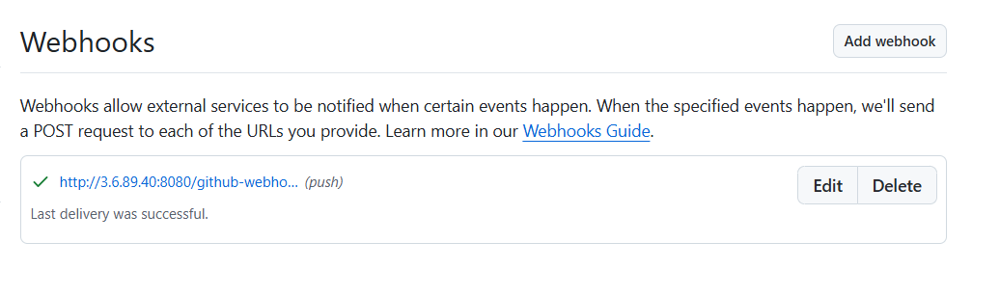 Webhooks
Add webhook
Webhooks allow external services to be notified when certain events happen. When the specified events happen, we'll send
a POST request to each of the URLs you provide. Learn more in our Webhooks Guide.
http://3.6.89.40:8080/github-webho... (push)
Edit
Delete
Last delivery was successful.